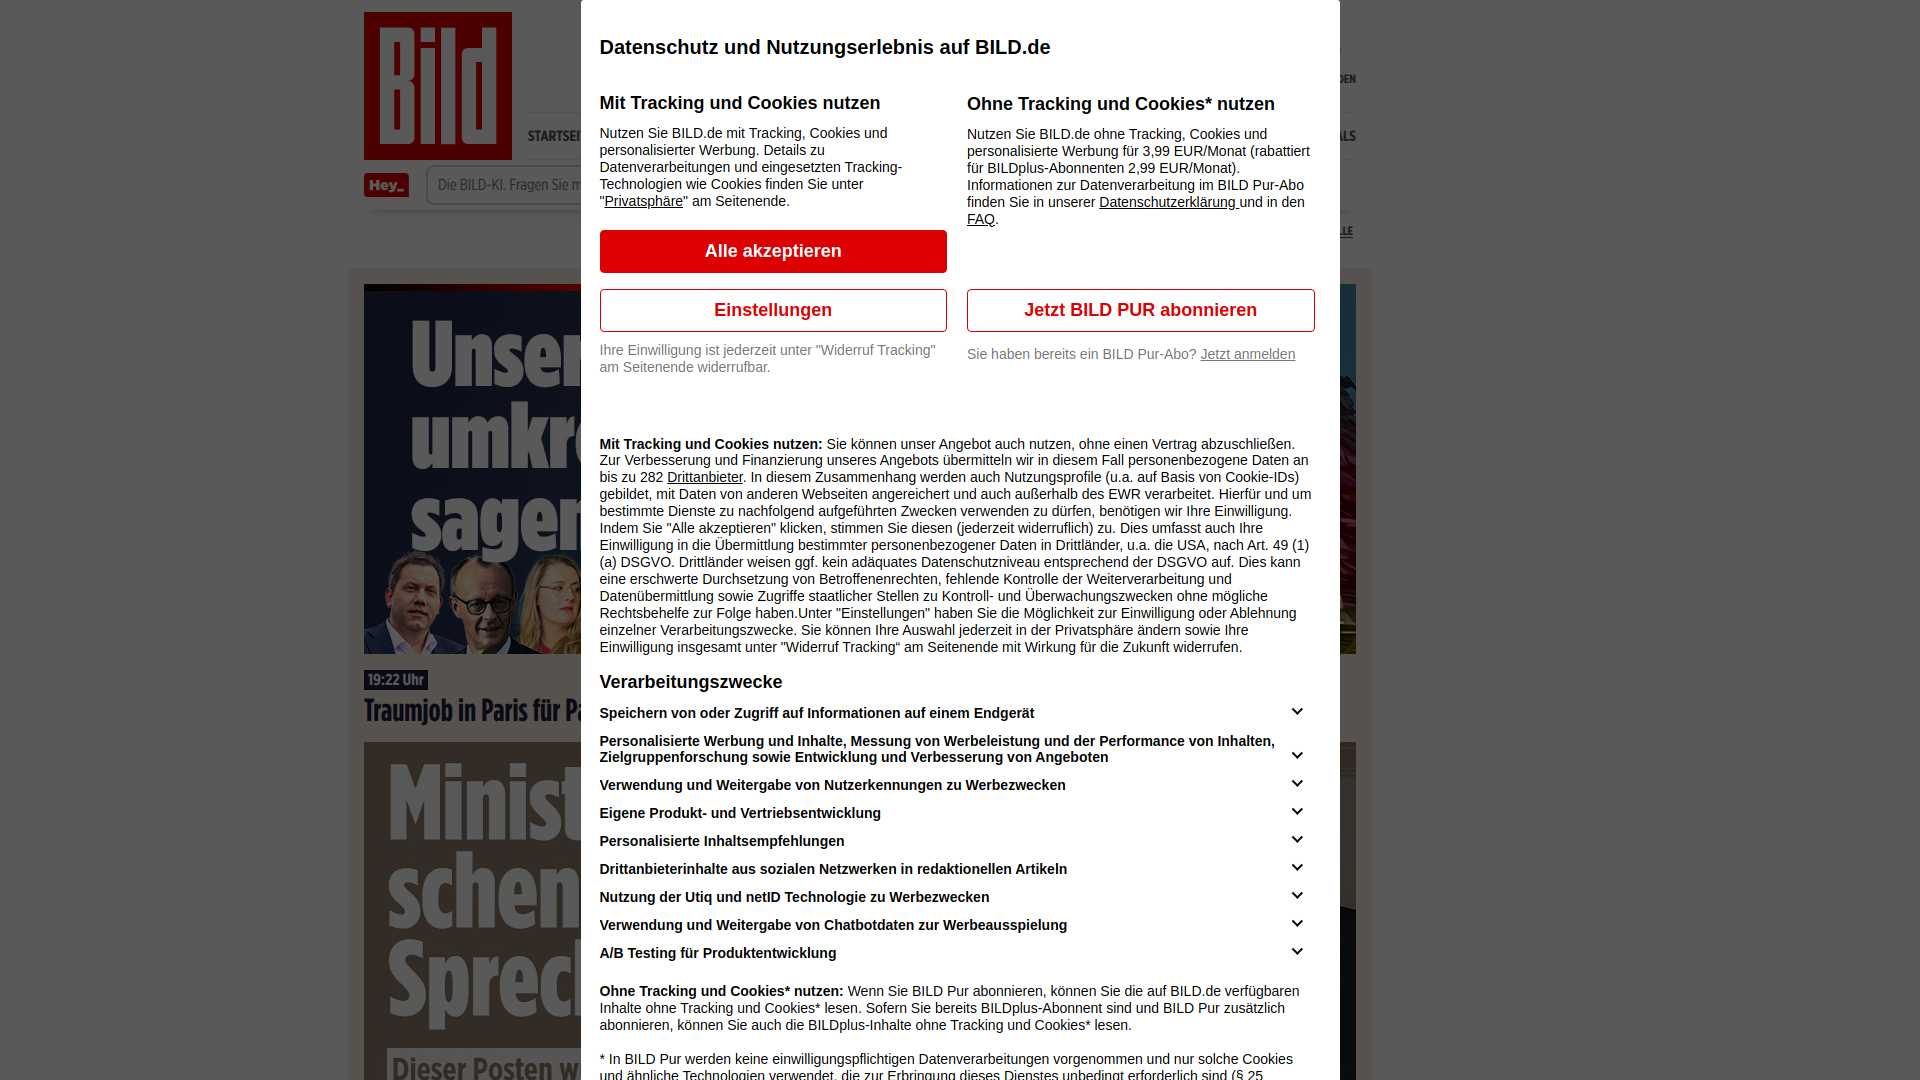 Bild
Datenschutz und Nutzungserlebnis auf BILD.de
Mit Tracking und Cookies nutzen
Nutzen Sie BILD.de mit Tracking, Cookies und
personalisierter Werbung. Details zu
Datenverarbeitungen und eingesetzten Tracking-
Technologien wie Cookies finden Sie unter
"Privatsphäre" am Seitenende.
Alle akzeptieren
Einstellungen
Ihre Einwilligung ist jederzeit unter "Widerruf Tracking"
am Seitenende widerrufbar.
Ohne Tracking und Cookies* nutzen
Nutzen Sie BILD.de ohne Tracking, Cookies und
personalisierte Werbung für 3,99 EUR/Monat (rabattiert
für BILDplus-Abonnenten 2,99 EUR/Monat).
Informationen zur Datenverarbeitung im BILD Pur-Abo
finden Sie in unserer Datenschutzerklärung und in den
FAQ.
Jetzt BILD PUR abonnieren
Sie haben bereits ein BILD Pur-Abo? Jetzt anmelden
Mit Tracking und Cookies nutzen: Sie können unser Angebot auch nutzen, ohne einen Vertrag abzuschließen.
Zur Verbesserung und Finanzierung unseres Angebots übermitteln wir in diesem Fall personenbezogene Daten an
bis zu 282 Drittanbieter. In diesem Zusammenhang werden auch Nutzungsprofile (u.a. auf Basis von Cookie-IDs)
gebildet, mit Daten von anderen Webseiten angereichert und auch außerhalb des EWR verarbeitet. Hierfür und um
bestimmte Dienste zu nachfolgend aufgeführten Zwecken verwenden zu dürfen, benötigen wir Ihre Einwilligung.
Indem Sie "Alle akzeptieren" klicken, stimmen Sie diesen (jederzeit widerruflich) zu. Dies umfasst auch Ihre
Einwilligung in die Übermittlung bestimmter personenbezogener Daten in Drittländer, u.a. die USA, nach Art. 49 (1)
(a) DSGVO. Drittländer weisen ggf. kein adäquates Datenschutzniveau entsprechend der DSGVO auf. Dies kann
eine erschwerte Durchsetzung von Betroffenenrechten, fehlende Kontrolle der Weiterverarbeitung und
Datenübermittlung sowie Zugriffe staatlicher Stellen zu Kontroll- und Überwachungszwecken ohne mögliche
Rechtsbehelfe zur Folge haben.Unter "Einstellungen" haben Sie die Möglichkeit zur Einwilligung oder Ablehnung
einzelner Verarbeitungszwecke. Sie können Ihre Auswahl jederzeit in der Privatsphäre ändern sowie Ihre
Einwilligung insgesamt unter "Widerruf Tracking" am Seitenende mit Wirkung für die Zukunft widerrufen.
Verarbeitungszwecke
Speichern von oder Zugriff auf Informationen auf einem Endgerät
Personalisierte Werbung und Inhalte, Messung von Werbeleistung und der Performance von Inhalten,
Zielgruppenforschung sowie Entwicklung und Verbesserung von Angeboten
Verwendung und Weitergabe von Nutzerkennungen zu Werbezwecken
Eigene Produkt- und Vertriebsentwicklung
Personalisierte Inhaltsempfehlungen
Drittanbieterinhalte aus sozialen Netzwerken in redaktionellen Artikeln
Nutzung der Utiq und netID Technologie zu Werbezwecken
Verwendung und Weitergabe von Chatbotdaten zur Werbeausspielung
A/B Testing für Produktentwicklung
Ohne Tracking und Cookies* nutzen: Wenn Sie BILD Pur abonnieren, können Sie die auf BILD.de verfügbaren
Inhalte ohne Tracking und Cookies* lesen. Sofern Sie bereits BILDplus-Abonnent sind und BILD Pur zusätzlich
abonnieren, können Sie auch die BILDplus-Inhalte ohne Tracking und Cookies* lesen.
* In BILD Pur werden keine einwilligungspflichtigen Datenverarbeitungen vorgenommen und nur solche Cookies
und ähnliche Technologien verwendet, die zur Erbringung dieses Dienstes unbedingt erforderlich sind (§ 25
Hey_
Die BILD-KI. Fragen Sie
19:22 Uhr
Traumjob in Paris für
Dieser Posten